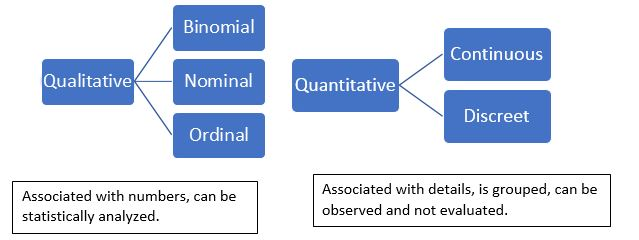 Qualitative
Binomial
Nominal
Ordinal
Quantitative
Continuous
Discreet
Associated with numbers, can be
statistically analyzed.
Associated with details, is grouped, can be
observed and not evaluated.